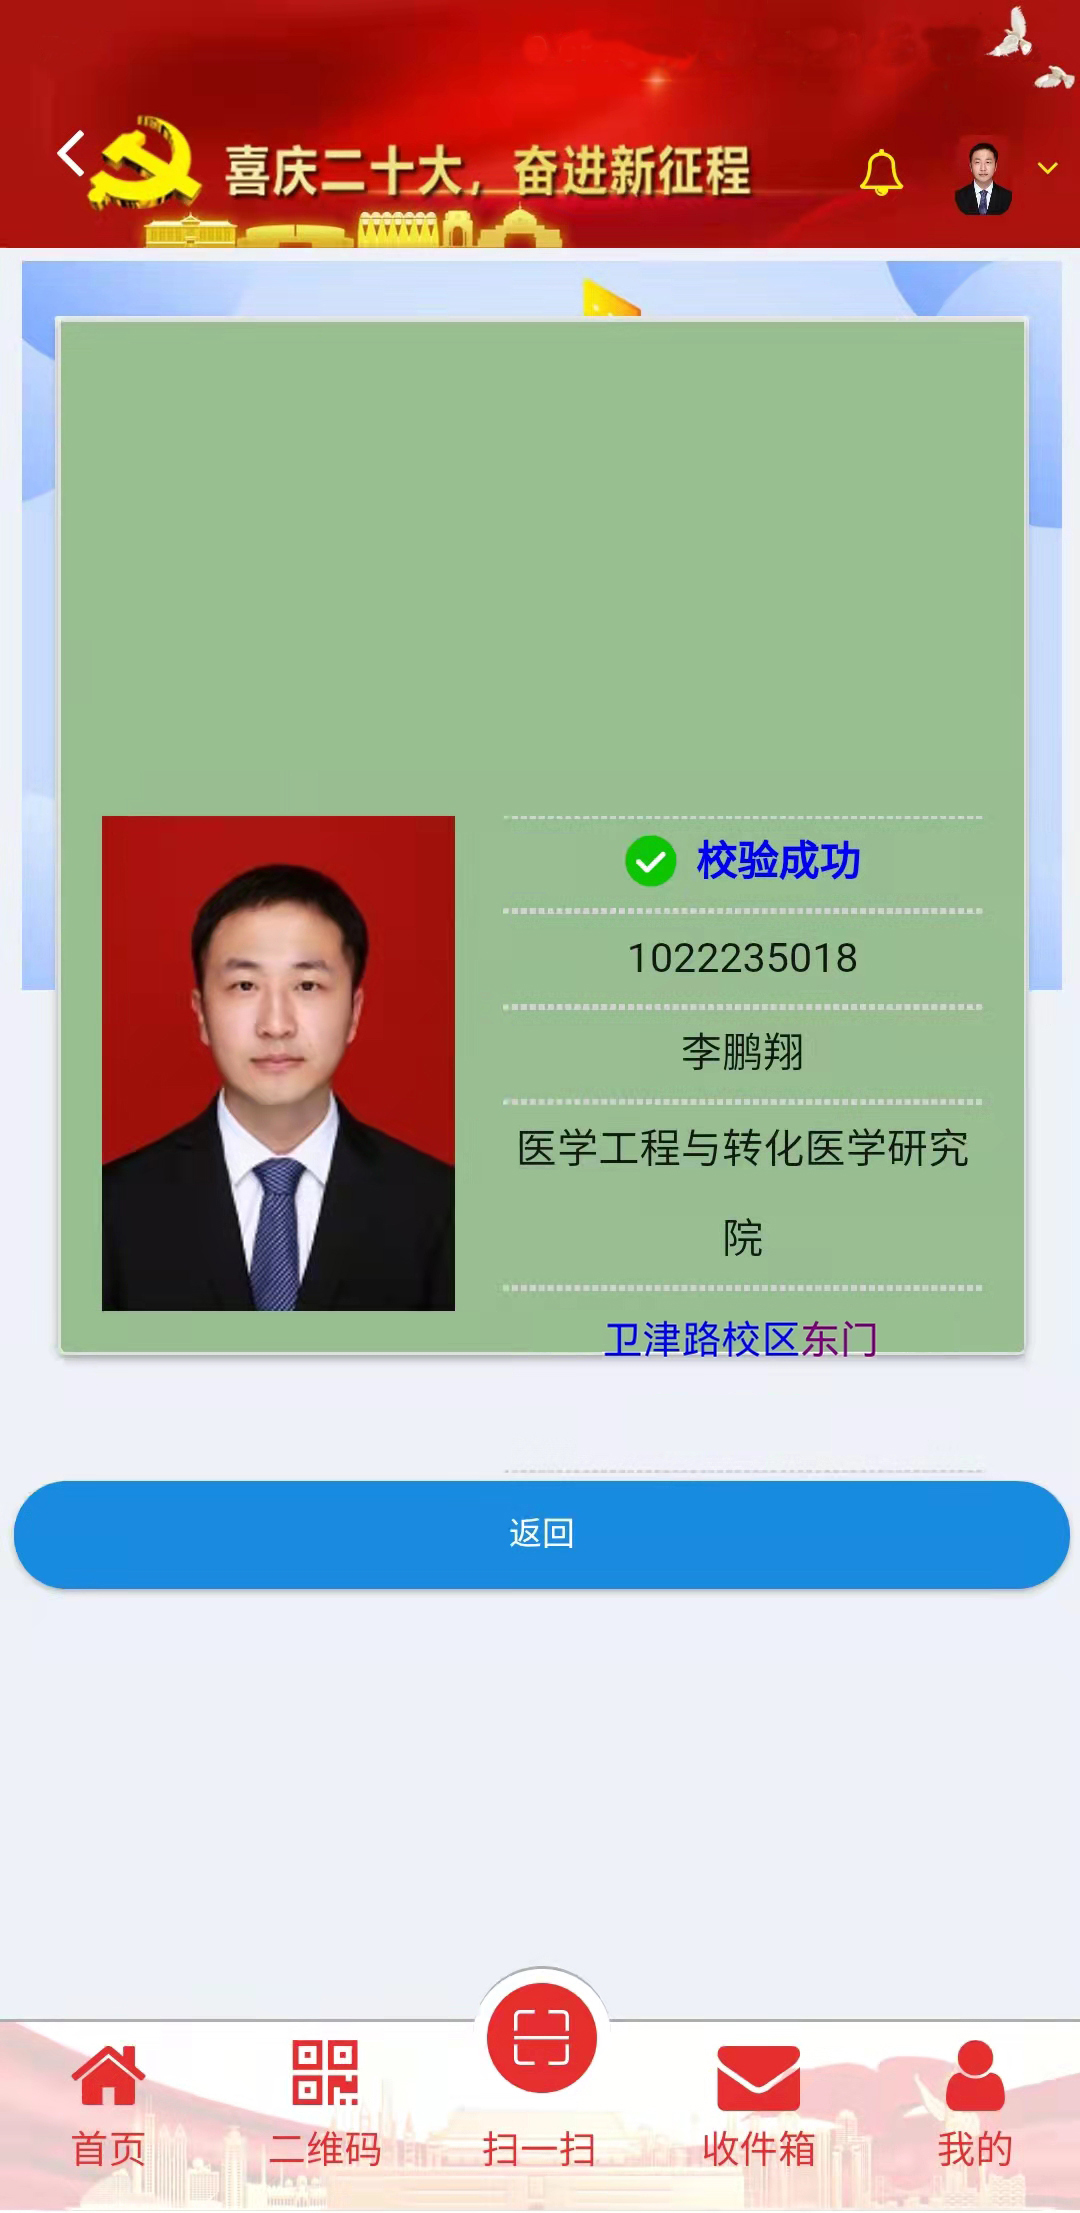 喜庆二十大，奋进新征程
校验成功
1022235018
李鹏翔
医学工程与转化医学研究
院
卫津路校区东门
返回
首页
二维码
扫一扫
收件箱
我的